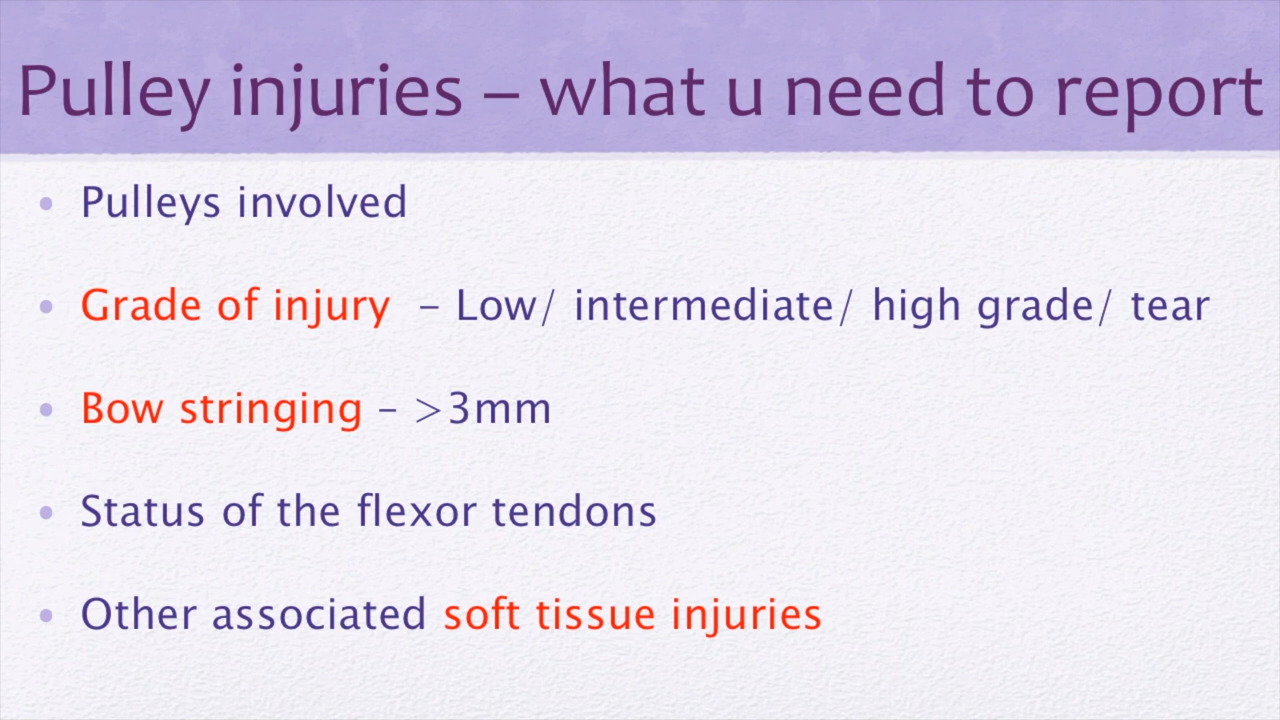 Pulley injuries – what u need to report
• Pulleys involved
• Grade of injury – Low/ intermediate/ high grade/ tear
• Bow stringing – >3mm
• Status of the flexor tendons
• Other associated soft tissue injuries